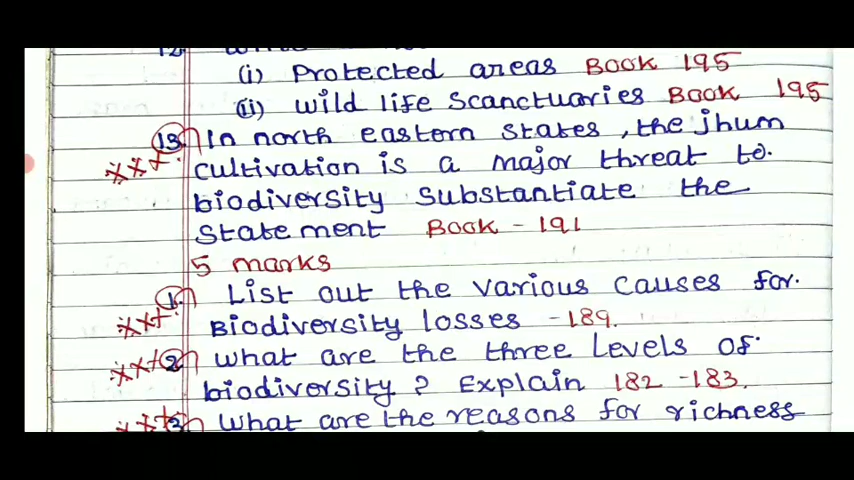 12
(i) Protected areas Book 195
(ii) wild life scanctuaries Book 195
13 In north eastern states, the jhum
cultivation is a major threat to
biodiversity substantiate the
statement Book - 191
5 marks
1. List out the various causes for
Biodiversity losses - 189.
2 what are the three levels of
biodiversity? Explain 182 - 183.
3 what are the reasons for richness